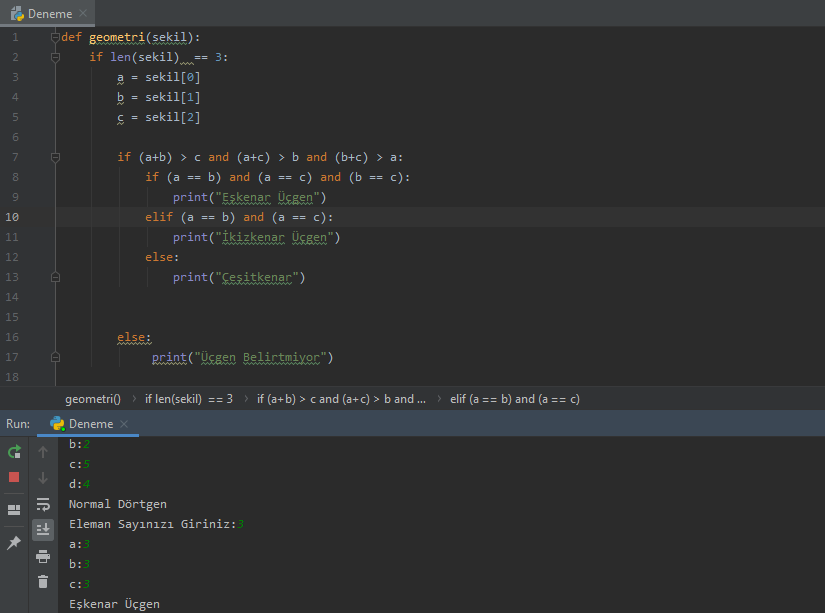 Deneme
1 def geometri(sekil):
2 if len(sekil)  == 3:
3 a = sekil[0]
4 b = sekil[1]
5 c = sekil[2]
6
7 if (a+b) > c and (a+c) > b and (b+c) > a:
8 if (a == b) and (a == c) and (b == c):
9 print("Eşkenar Üçgen")
10 elif (a == b) and (a == c):
11 print("İkizkenar Üçgen")
12 else:
13 print("Çeşitkenar")
14
15
16 else:
17 print("Üçgen Belirtmiyor")
18
geometri() › if len(sekil)  == 3 › if (a+b) > c and (a+c) > b and ... › elif (a == b) and (a == c)
Run: Deneme
b:2
c:5
d:4
Normal Dörtgen
Eleman Sayınızı Giriniz:3
a:3
b:3
c:3
Eşkenar Üçgen